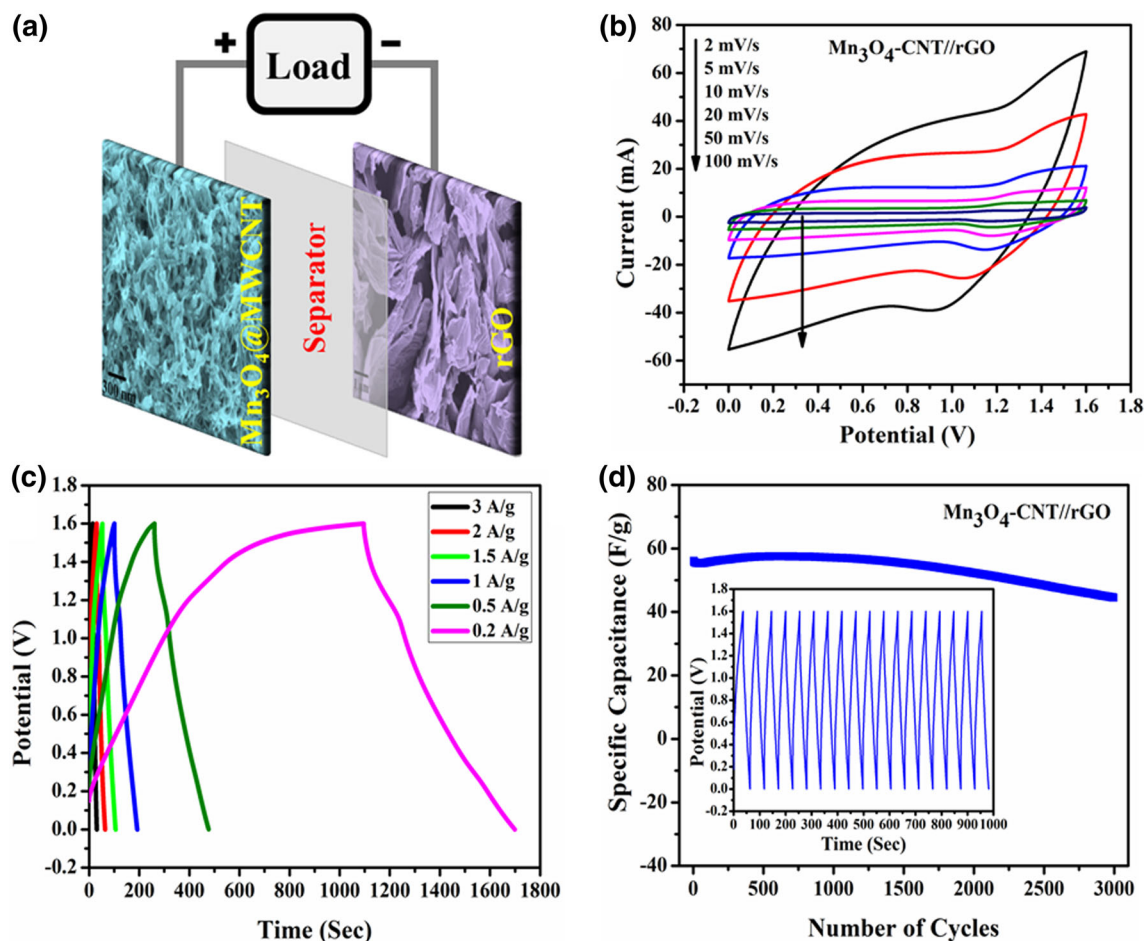 (a)
+
−
Load
Mn₃O₄@MWCNT
Separator
rGO
300 nm
(b)
2 mV/s
5 mV/s
10 mV/s
20 mV/s
50 mV/s
100 mV/s
Mn₃O₄-CNT//rGO
80
60
40
20
0
-20
-40
-60
-80
Current (mA)
-0.2 0.0 0.2 0.4 0.6 0.8 1.0 1.2 1.4 1.6 1.8
Potential (V)
(c)
3 A/g
2 A/g
1.5 A/g
1 A/g
0.5 A/g
0.2 A/g
1.8
1.6
1.4
1.2
1.0
0.8
0.6
0.4
0.2
0.0
-0.2
Potential (V)
0 200 400 600 800 1000 1200 1400 1600 1800
Time (Sec)
(d)
Mn₃O₄-CNT//rGO
80
60
40
20
0
-20
-40
Specific Capacitance (F/g)
1.8
1.6
1.4
1.2
1.0
0.8
0.6
0.4
0.2
0.0
-0.2
Potential (V)
0 100 200 300 400 500 600 700 800 900 1000
Time (Sec)
0 500 1000 1500 2000 2500 3000
Number of Cycles